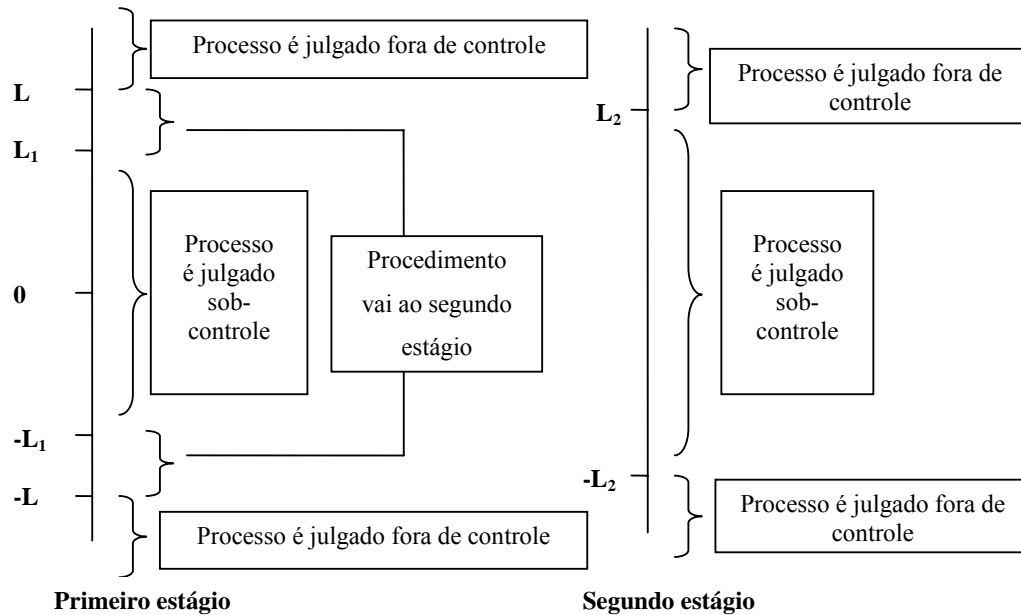 Processo é julgado fora de controle
L
L₁
Processo
é julgado
sob-
controle
Procedimento
vai ao segundo
estágio
0
-L₁
-L
Processo é julgado fora de controle
Primeiro estágio
Processo é julgado fora de
controle
L₂
Processo
é julgado
sob-
controle
-L₂
Processo é julgado fora de
controle
Segundo estágio